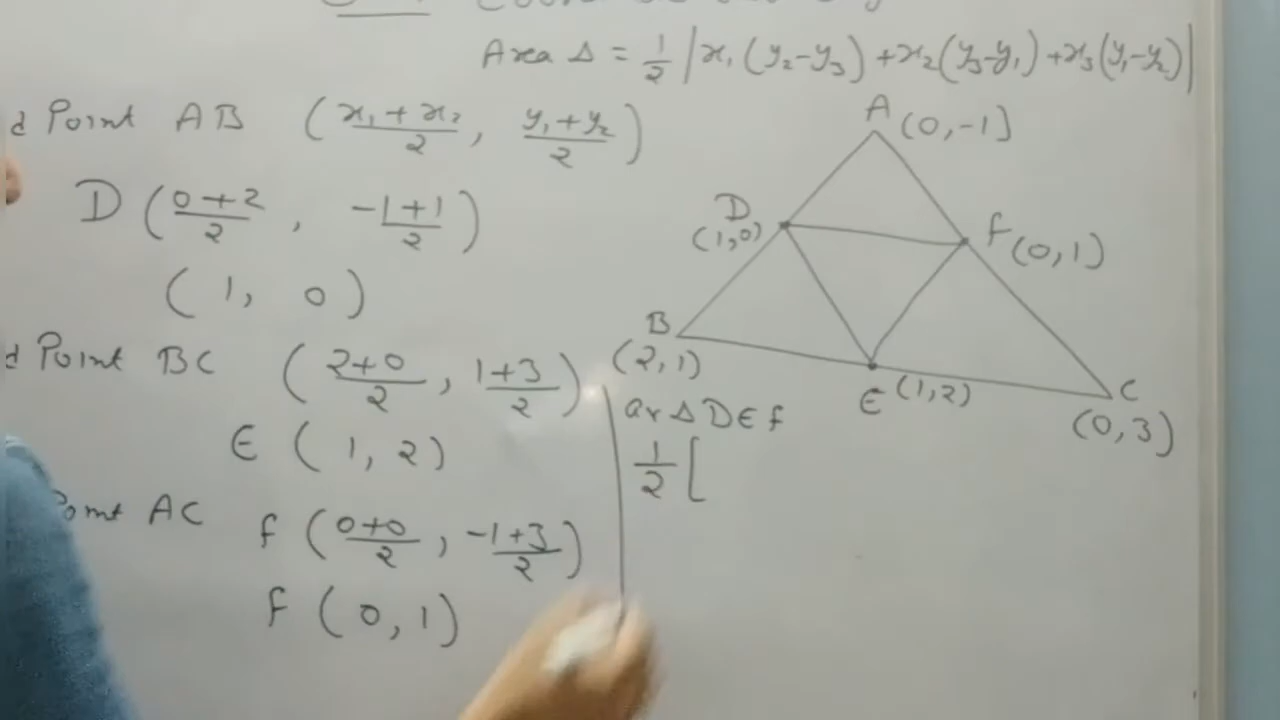 Area Δ = 1/2 |x₁(y₂-y₃)+x₂(y₃-y₁)+x₃(y₁-y₂)|
d Point AB ( x₁+x₂/2 , y₁+y₂/2 )
D ( 0+2/2 , -1+1/2 )
( 1, 0 )
d Point BC ( 2+0/2 , 1+3/2 )
E ( 1, 2 )
Point AC
F ( 0+0/2 , -1+3/2 )
F ( 0, 1 )
A (0,-1)
D
(1,0)
F (0,1)
B
(2,1)
E (1,2)
C
(0,3)
ar Δ DEF
1/2 [